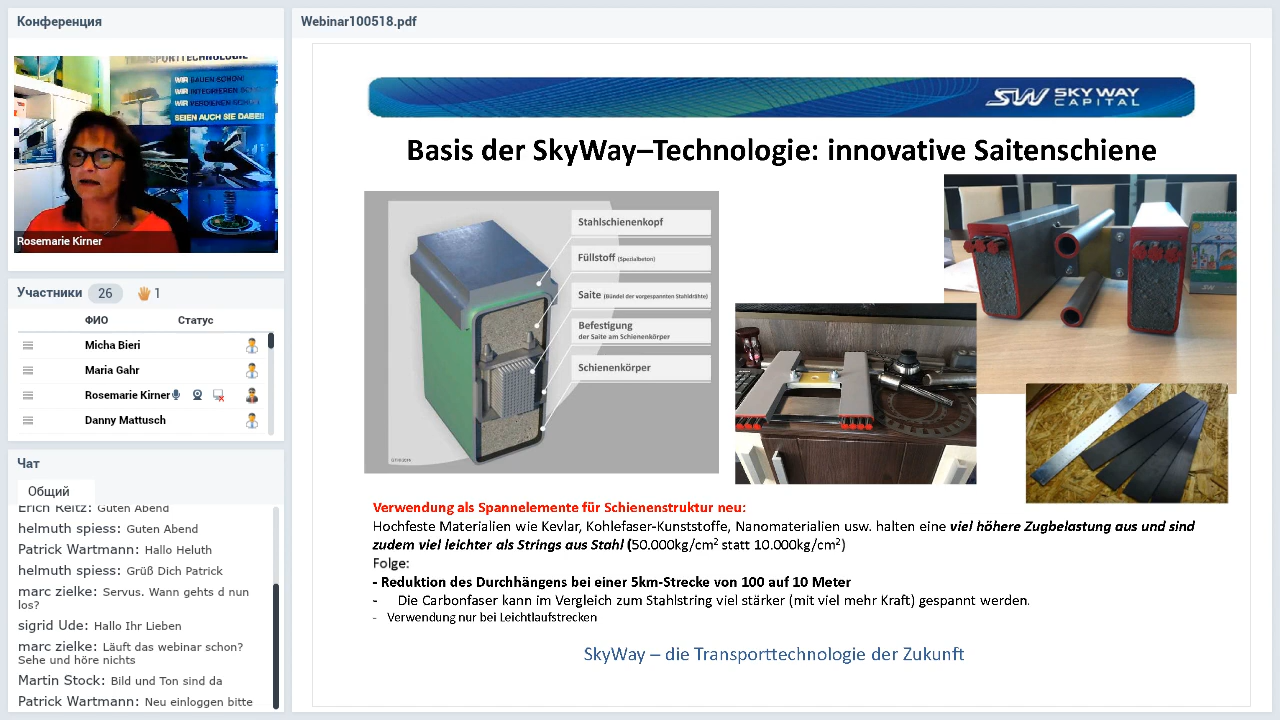 Конференция
TRANSPORTTECHNOLOGIE
WIR BAUEN SCHON!
WIR INTEGRIEREN SCHON!
WIR VERDIENEN SCHON!
SEIEN AUCH SIE DABEI!
Rosemarie Kirner
Участники 26 1
ФИО Статус
Micha Bieri
Maria Gahr
Rosemarie Kirner
Danny Mattusch
Чат
Общий
Erich Reitz: Guten Abend
helmuth spiess: Guten Abend
Patrick Wartmann: Hallo Heluth
helmuth spiess: Grüß Dich Patrick
marc zielke: Servus. Wann gehts d nun
los?
sigrid Ude: Hallo Ihr Lieben
marc zielke: Läuft das webinar schon?
Sehe und höre nichts
Martin Stock: Bild und Ton sind da
Patrick Wartmann: Neu einloggen bitte
Webinar100518.pdf
SW SKY WAY
CAPITAL
Basis der SkyWay–Technologie: innovative Saitenschiene
Stahlschienenkopf
Füllstoff (Spezialbeton)
Saite (Bündel der vorgespannten Stahldrähte)
Befestigung
der Saite am Schienenkörper
Schienenkörper
Verwendung als Spannelemente für Schienenstruktur neu:
Hochfeste Materialien wie Kevlar, Kohlefaser-Kunststoffe, Nanomaterialien usw. halten eine viel höhere Zugbelastung aus und sind
zudem viel leichter als Strings aus Stahl (50.000kg/cm² statt 10.000kg/cm²)
Folge:
- Reduktion des Durchhängens bei einer 5km-Strecke von 100 auf 10 Meter
- Die Carbonfaser kann im Vergleich zum Stahlstring viel stärker (mit viel mehr Kraft) gespannt werden.
- Verwendung nur bei Leichtlaufstrecken
SkyWay – die Transporttechnologie der Zukunft